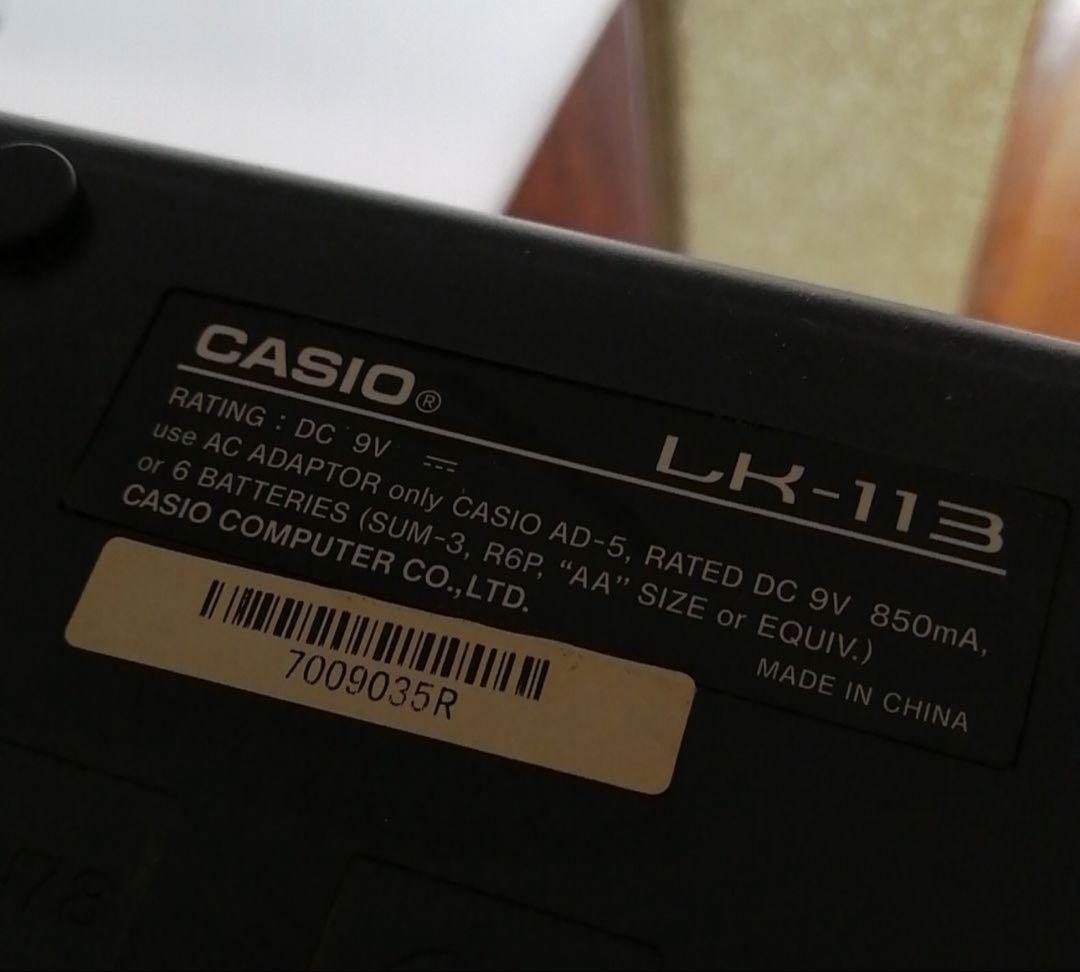 CASIO®
LK-113
RATING : DC 9V ⎓
use AC ADAPTOR only CASIO AD-5, RATED DC 9V 850mA,
or 6 BATTERIES (SUM-3, R6P, “AA” SIZE or EQUIV.)
CASIO COMPUTER CO.,LTD.
MADE IN CHINA
7009035R